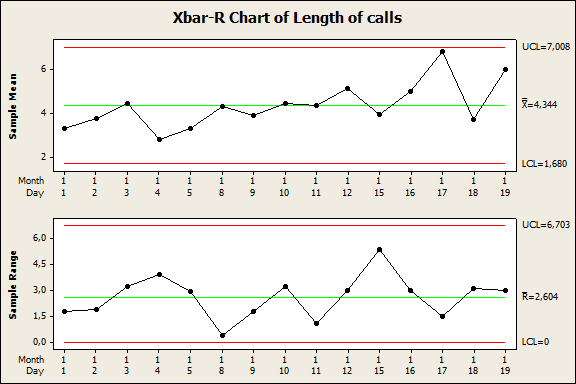 Xbar-R Chart of Length of calls
Sample Mean
6
4
2
UCL=7,008
X̿=4,344
LCL=1,680
Month 1 1 1 1 1 1 1 1 1 1 1 1 1 1
Day 1 2 3 4 5 8 9 10 11 12 15 16 17 18 19
Sample Range
6,0
4,5
3,0
1,5
0,0
UCL=6,703
R̅=2,604
LCL=0
Month 1 1 1 1 1 1 1 1 1 1 1 1 1 1 1
Day 1 2 3 4 5 8 9 10 11 12 15 16 17 18 19